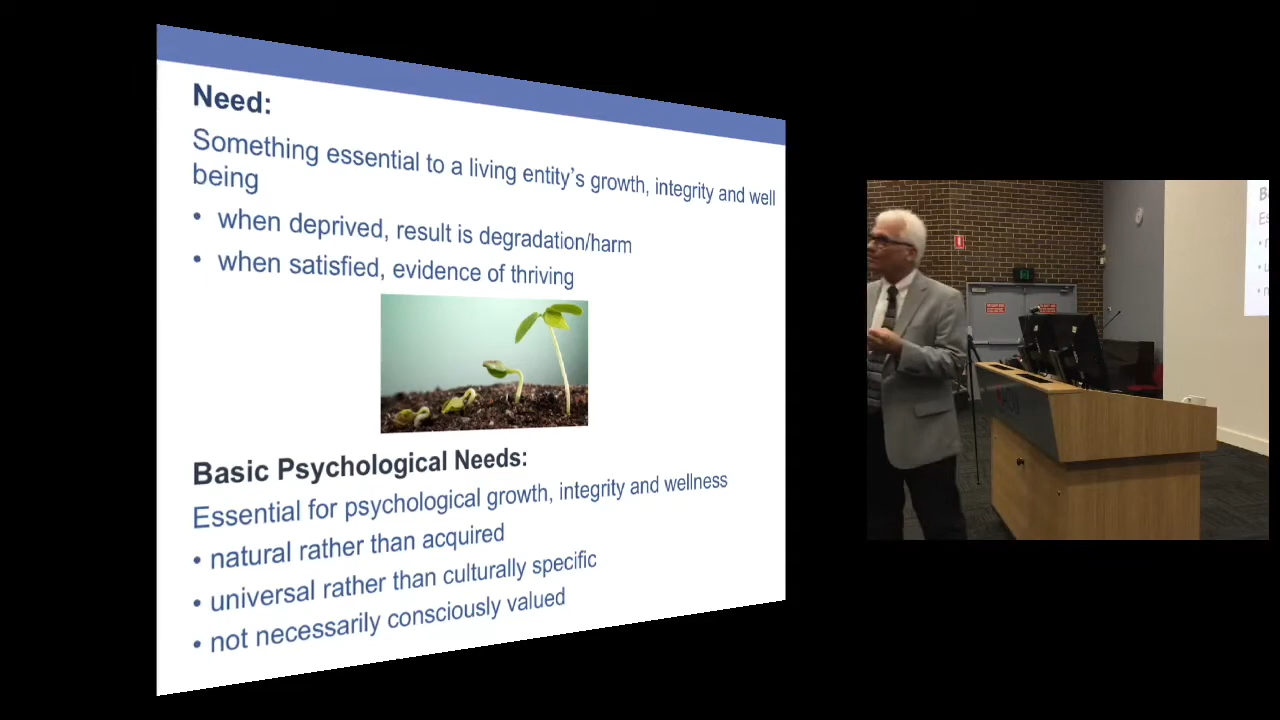 Need:
Something essential to a living entity’s growth, integrity and well
being
• when deprived, result is degradation/harm
• when satisfied, evidence of thriving
Basic Psychological Needs:
Essential for psychological growth, integrity and wellness
• natural rather than acquired
• universal rather than culturally specific
• not necessarily consciously valued